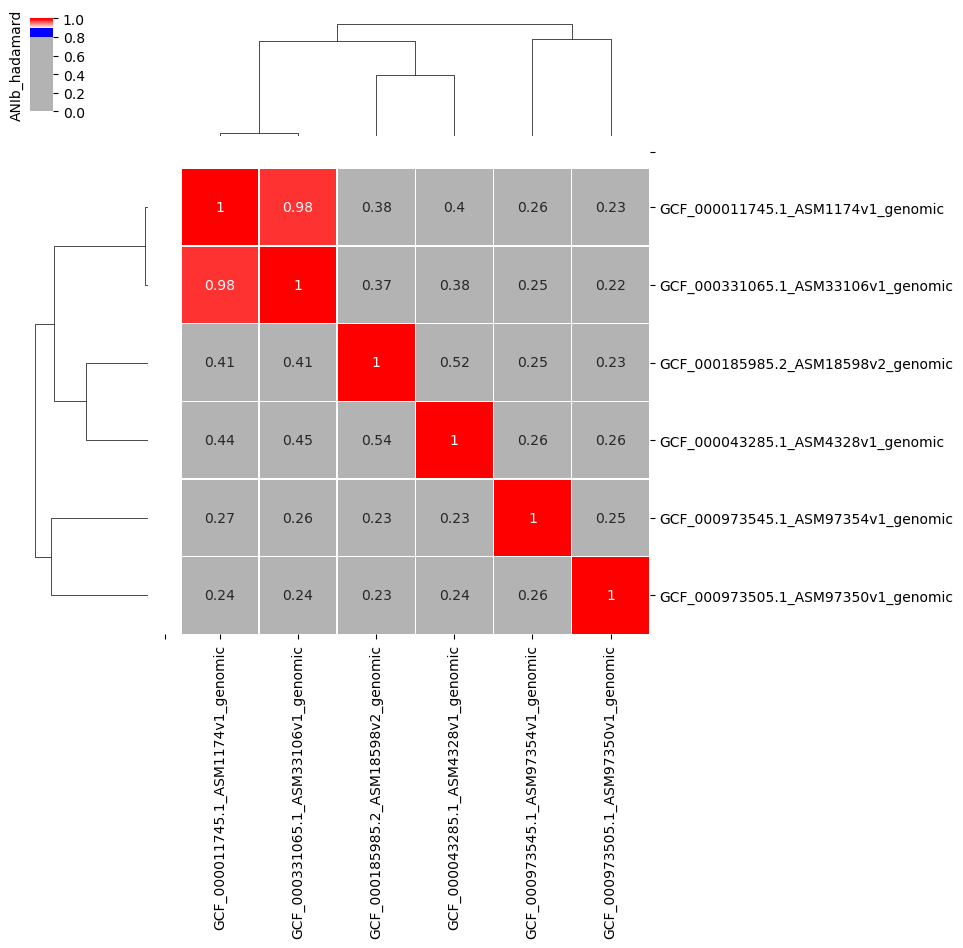 ANIb_hadamard
1.0
0.8
0.6
0.4
0.2
0.0
1 0.98 0.38 0.4 0.26 0.23 GCF_000011745.1_ASM1174v1_genomic
0.98 1 0.37 0.38 0.25 0.22 GCF_000331065.1_ASM33106v1_genomic
0.41 0.41 1 0.52 0.25 0.23 GCF_000185985.2_ASM18598v2_genomic
0.44 0.45 0.54 1 0.26 0.26 GCF_000043285.1_ASM4328v1_genomic
0.27 0.26 0.23 0.23 1 0.25 GCF_000973545.1_ASM97354v1_genomic
0.24 0.24 0.23 0.24 0.26 1 GCF_000973505.1_ASM97350v1_genomic
GCF_000011745.1_ASM1174v1_genomic
GCF_000331065.1_ASM33106v1_genomic
GCF_000185985.2_ASM18598v2_genomic
GCF_000043285.1_ASM4328v1_genomic
GCF_000973545.1_ASM97354v1_genomic
GCF_000973505.1_ASM97350v1_genomic